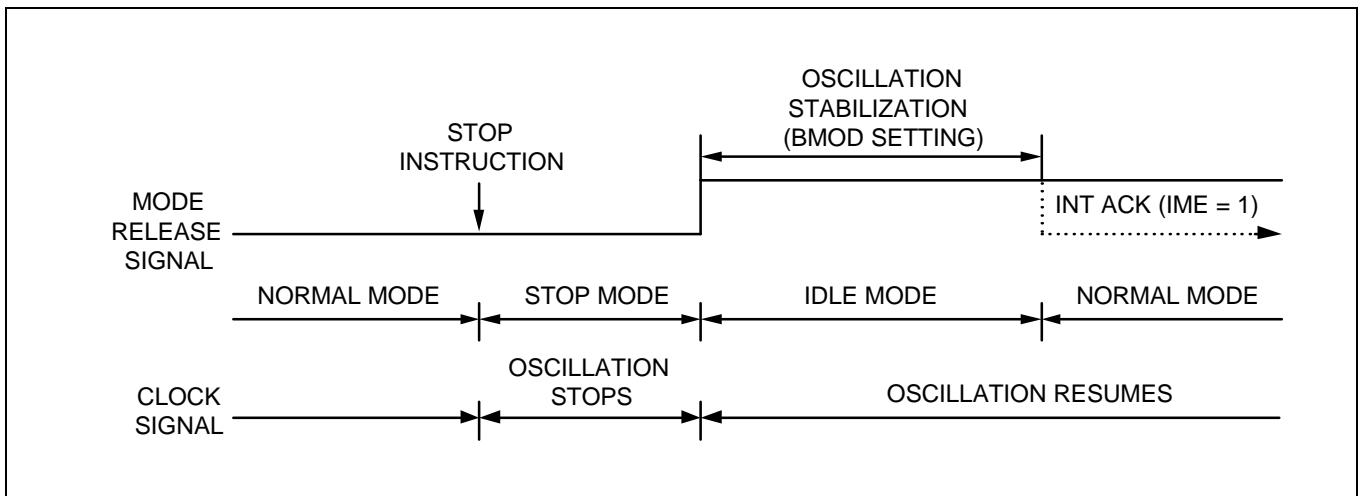 OSCILLATION
STABILIZATION
(BMOD SETTING)
STOP
INSTRUCTION
MODE
RELEASE
SIGNAL
INT ACK (IME = 1)
NORMAL MODE
STOP MODE
IDLE MODE
NORMAL MODE
OSCILLATION
STOPS
CLOCK
SIGNAL
OSCILLATION RESUMES